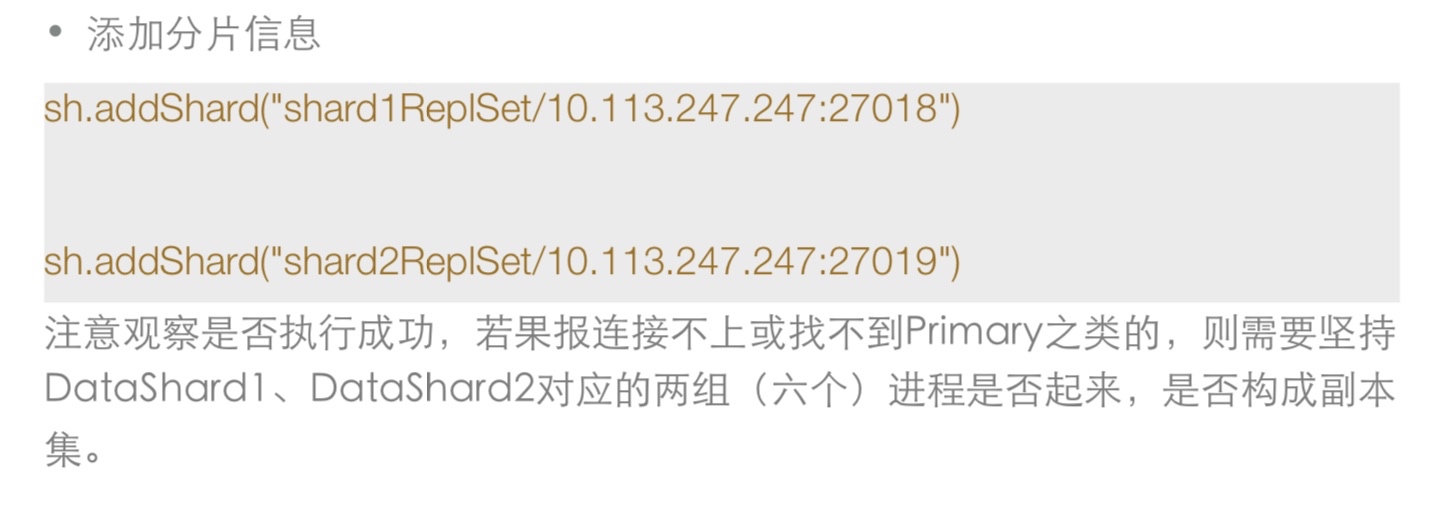 • 添加分片信息
sh.addShard("shard1ReplSet/10.113.247.247:27018")
sh.addShard("shard2ReplSet/10.113.247.247:27019")
注意观察是否执行成功，若果报连接不上或找不到Primary之类的，则需要坚持
DataShard1、DataShard2对应的两组（六个）进程是否起来，是否构成副本
集。